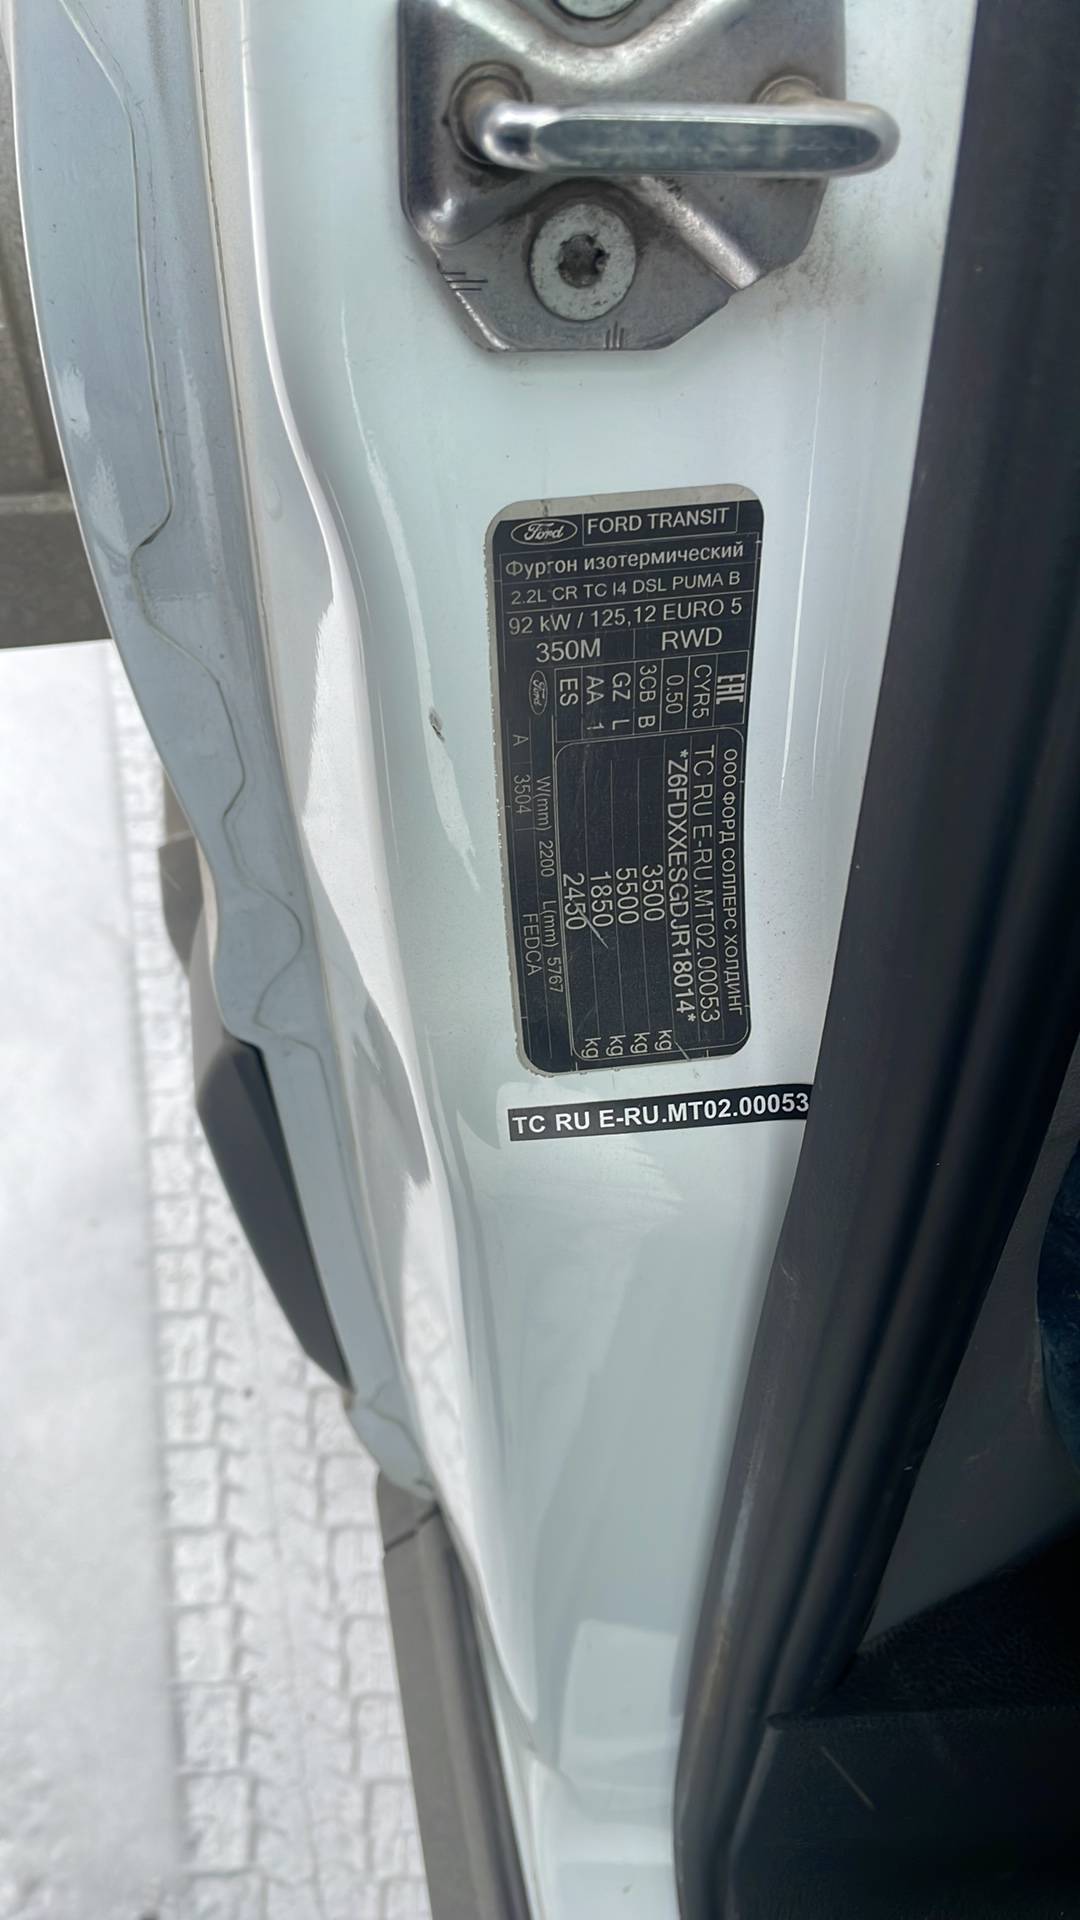 Ford FORD TRANSIT
Фургон изотермический
2.2L CR TC I4 DSL PUMA B
92 kW / 125,12 EURO 5
350M RWD
EAC
CYR5
0.50
3CB B
GZ L
AA 1
ES
Ford
ООО ФОРД СОЛЛЕРС ХОЛДИНГ
TC RU E-RU.MT02.00053
*Z6FDXXESGDJR18014*
3500 kg
5500 kg
1850 kg
2450 kg
W(mm) 2200 L(mm) 5767
A 3504 FEDCA
TC RU E-RU.MT02.00053